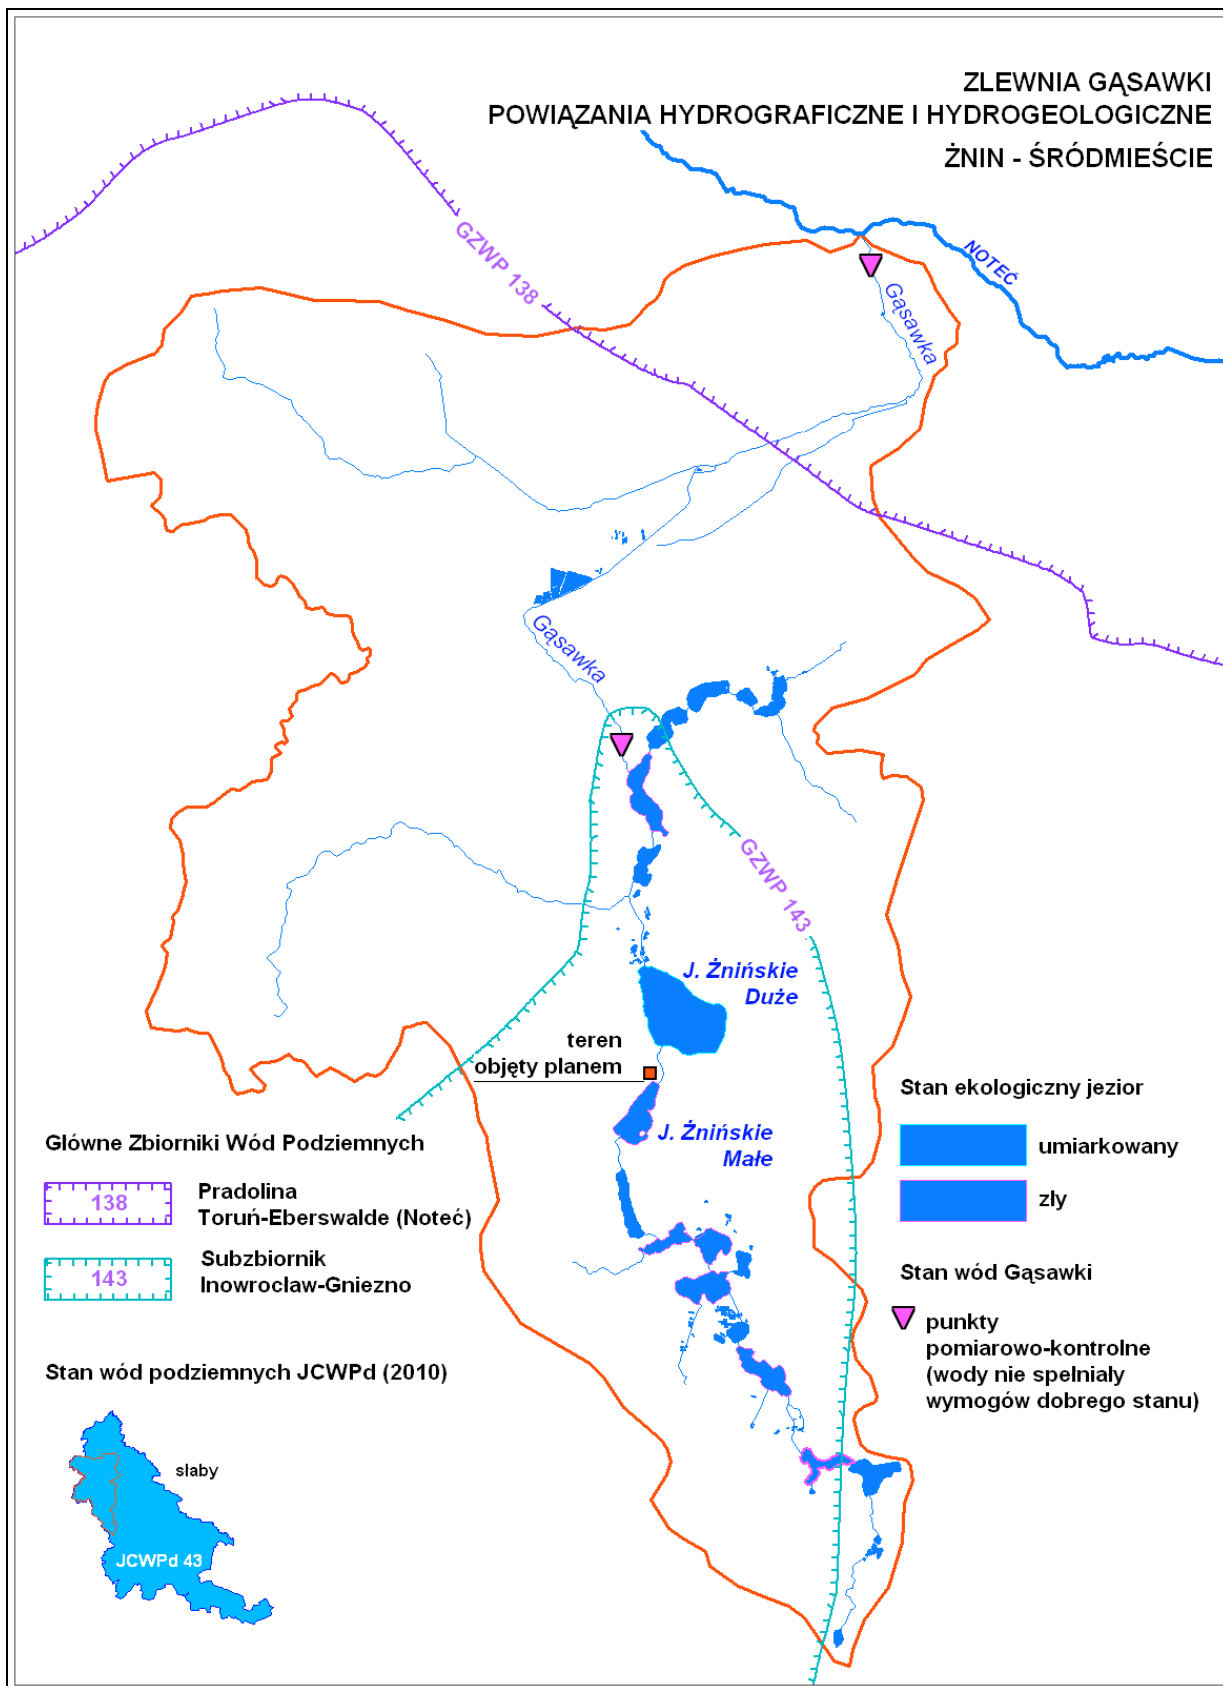 ZLEWNIA GĄSAWKI
POWIĄZANIA HYDROGRAFICZNE I HYDROGEOLOGICZNE
ŻNIN - ŚRÓDMIEŚCIE
GZWP 138
NOTEĆ
Gąsawka
Gąsawka
GZWP 143
J. Żnińskie
Duże
teren
objęty planem
J. Żnińskie
Małe
Główne Zbiorniki Wód Podziemnych
138
Pradolina
Toruń-Eberswalde (Noteć)
143
Subzbiornik
Inowrocław-Gniezno
Stan wód podziemnych JCWPd (2010)
słaby
JCWPd 43
Stan ekologiczny jezior
umiarkowany
zły
Stan wód Gąsawki
punkty
pomiarowo-kontrolne
(wody nie spełniały
wymogów dobrego stanu)